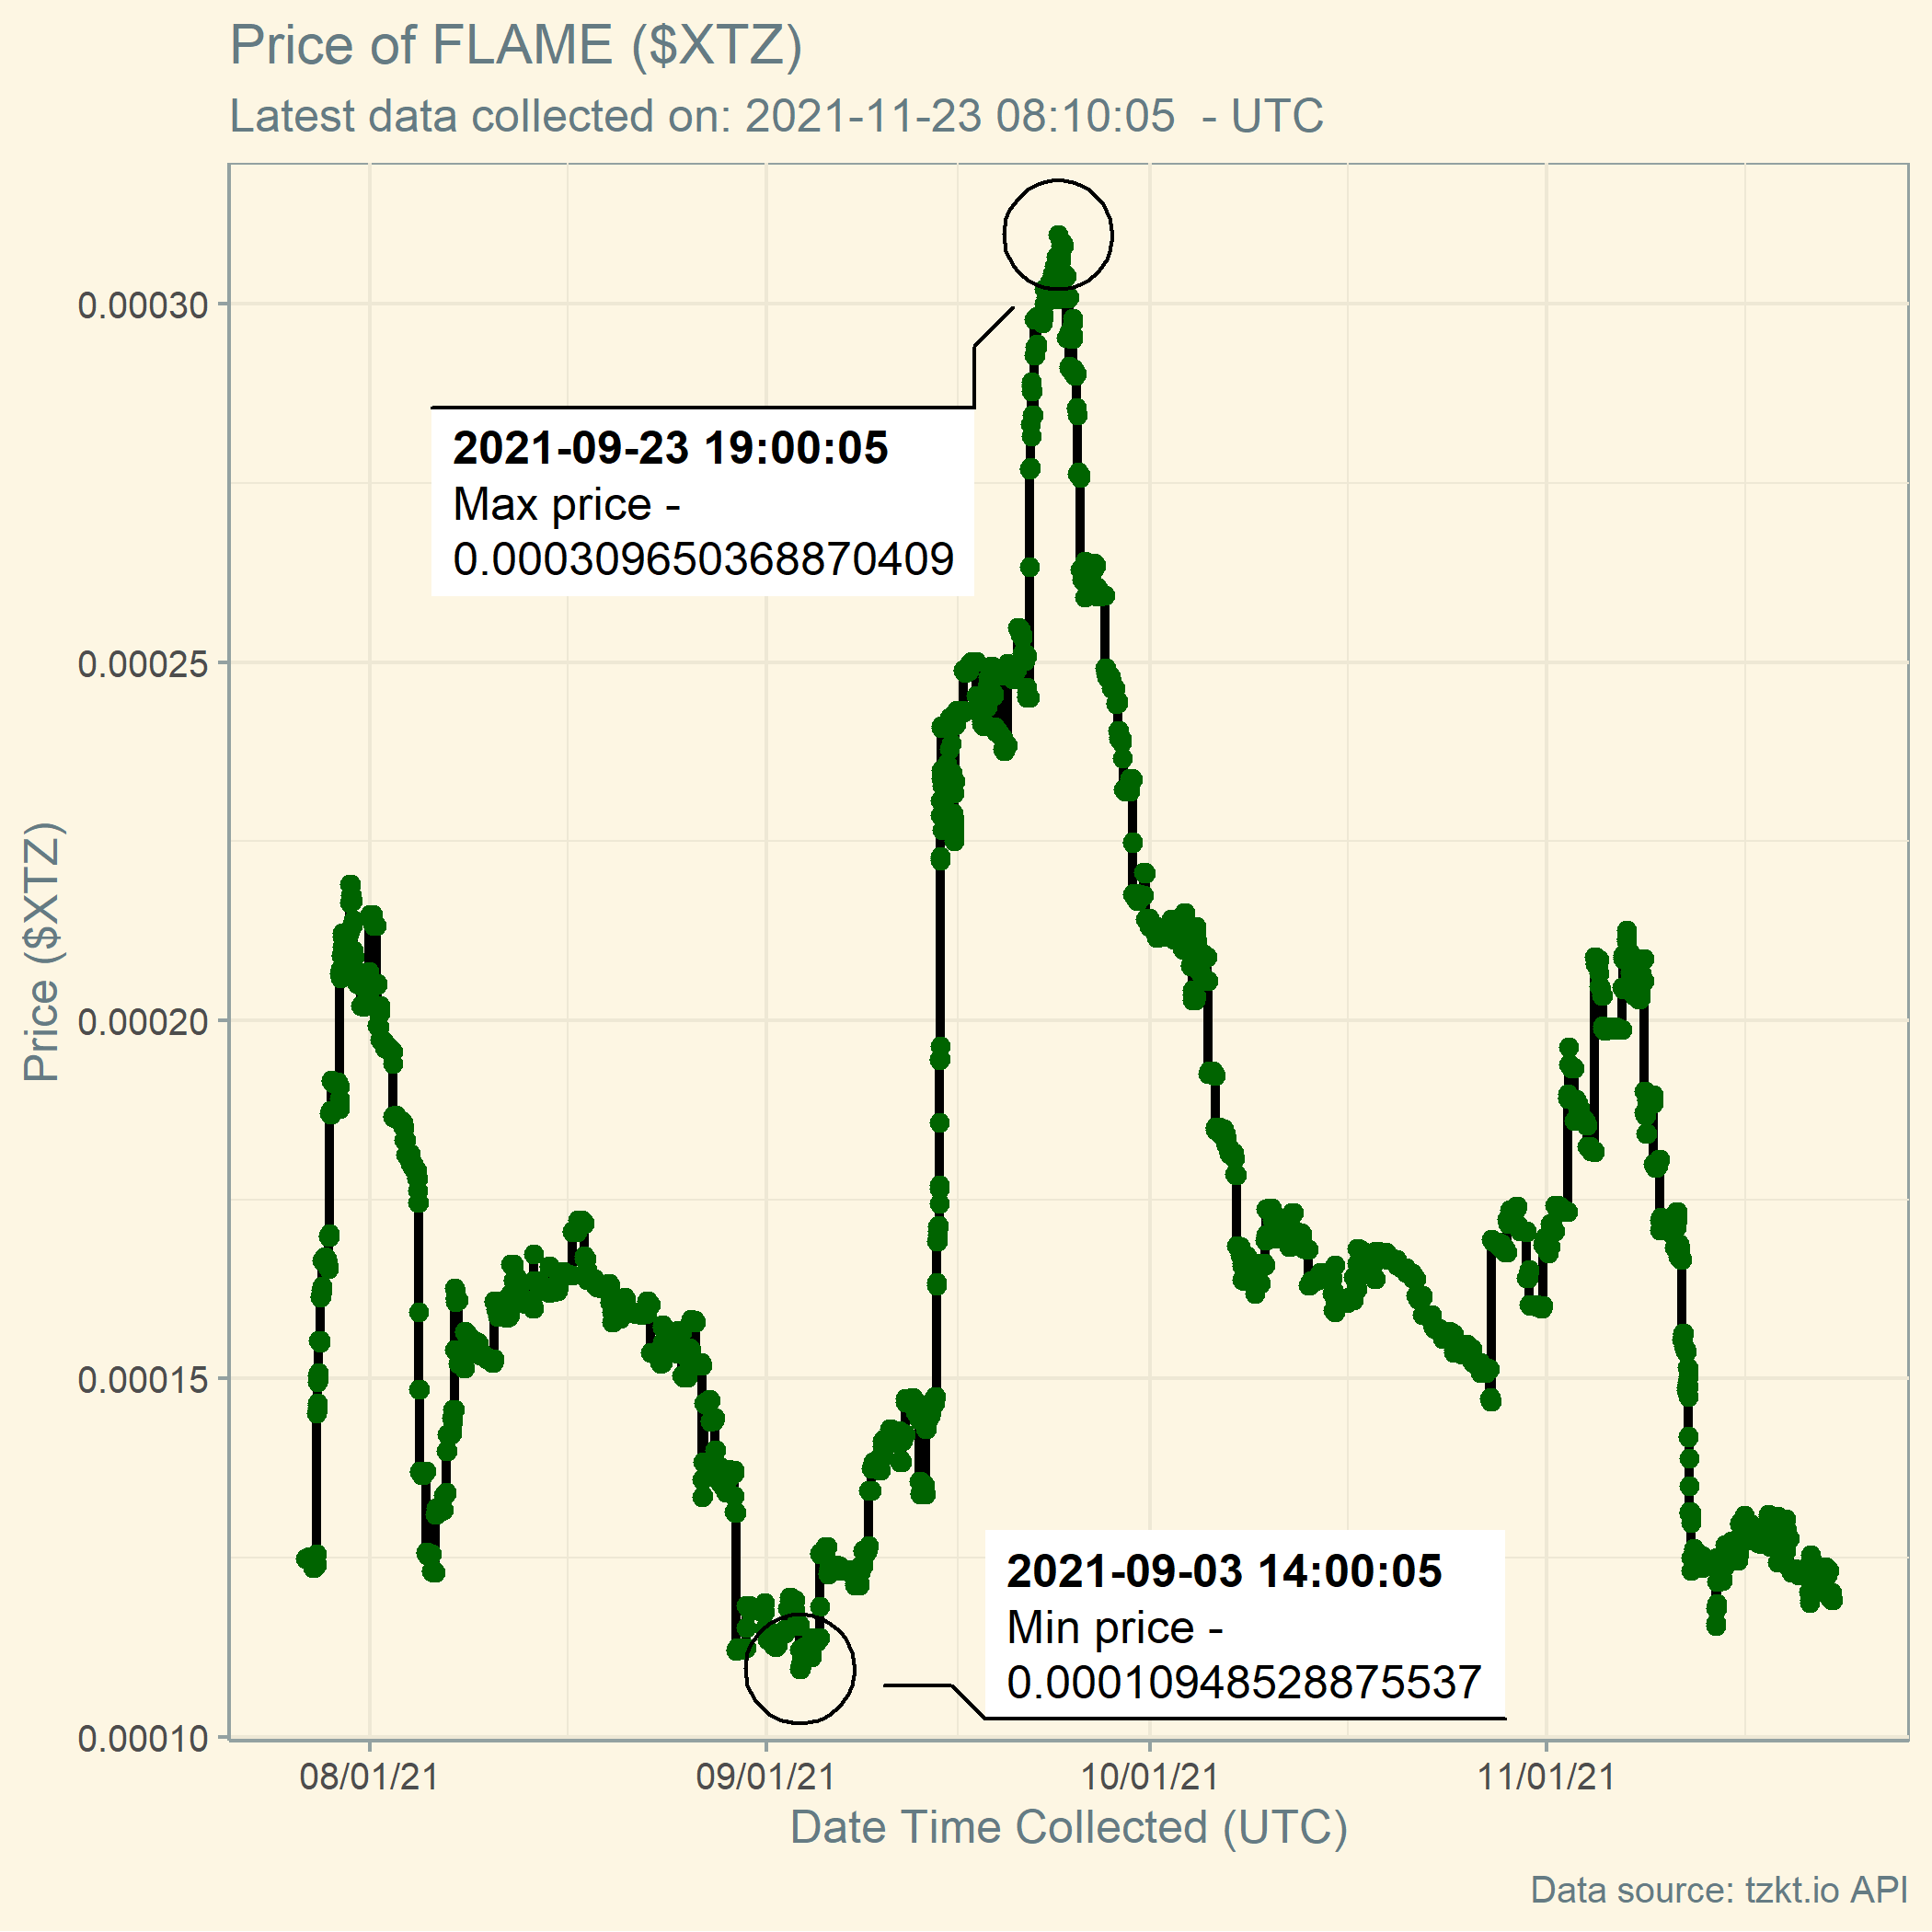 Price of FLAME ($XTZ)
Latest data collected on: 2021-11-23 08:10:05  - UTC
2021-09-23 19:00:05
Max price -
0.000309650368870409
2021-09-03 14:00:05
Min price -
0.000109485288755​37
Price ($XTZ)
0.00030
0.00025
0.00020
0.00015
0.00010
08/01/21
09/01/21
10/01/21
11/01/21
Date Time Collected (UTC)
Data source: tzkt.io API